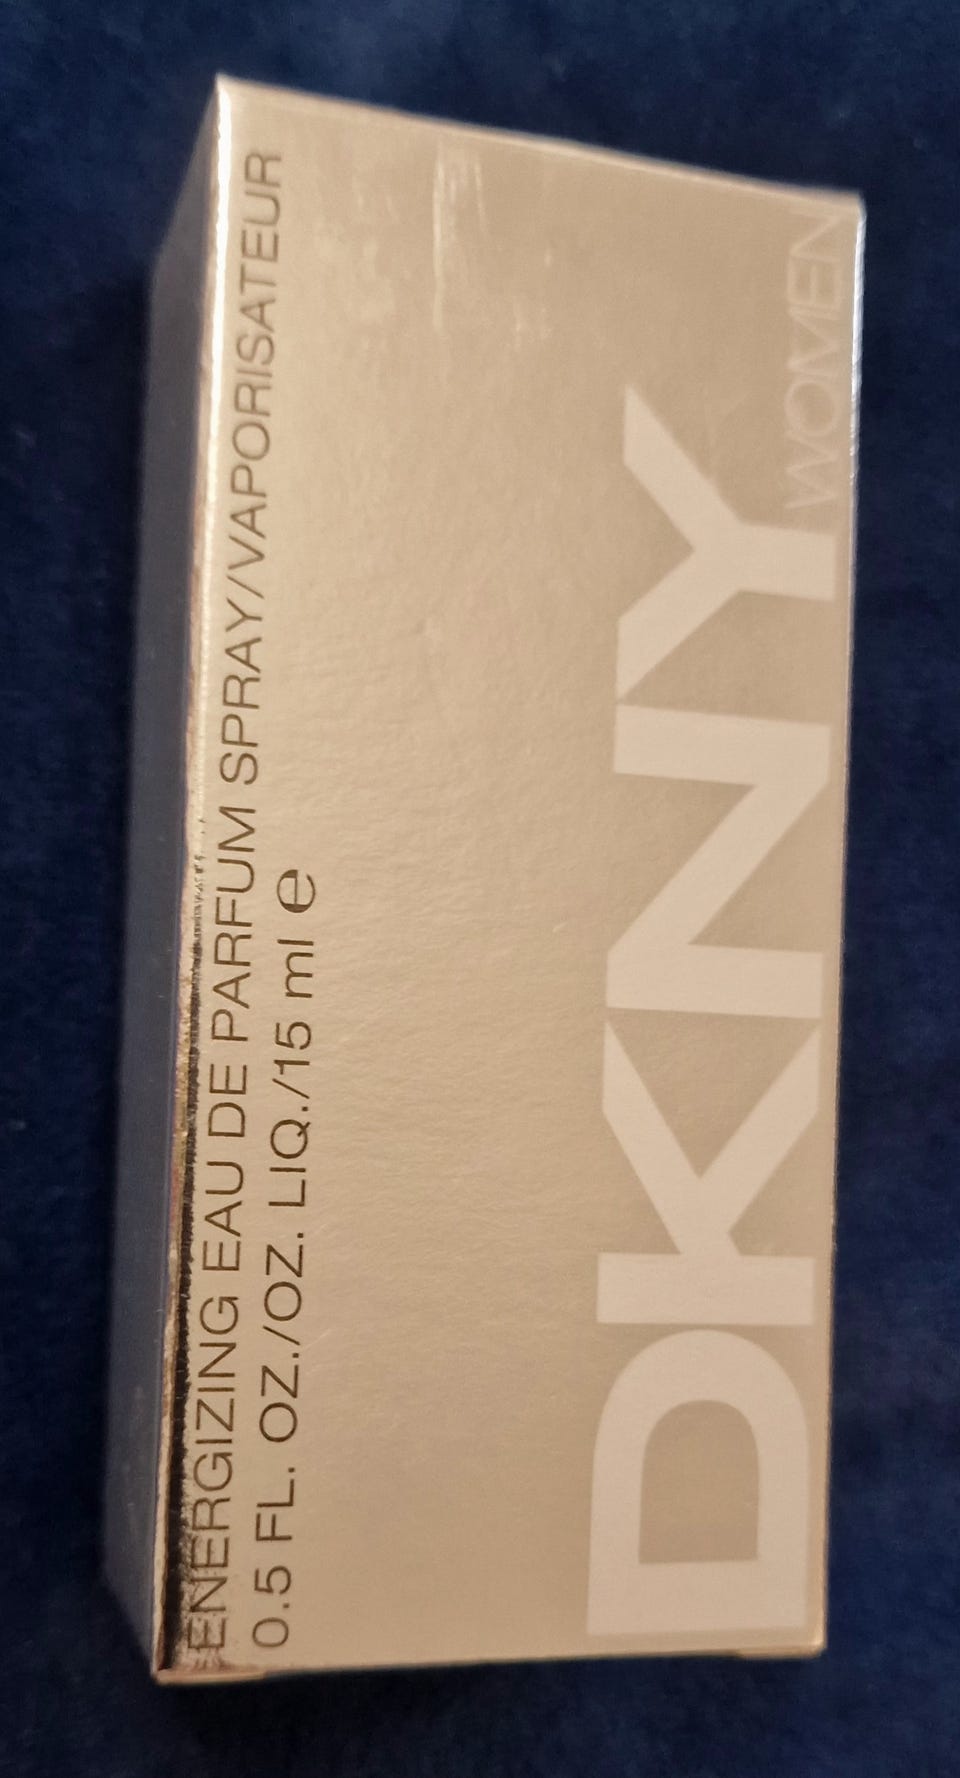 ENERGIZING EAU DE PARFUM SPRAY/VAPORISATEUR
0.5 FL. OZ./OZ. LIQ./15 ml ℮
DKNY WOMEN